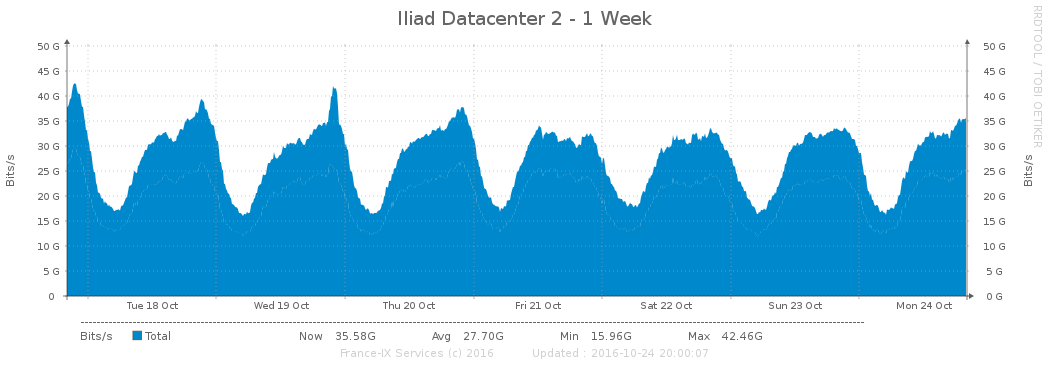 Iliad Datacenter 2 - 1 Week
RRDTOOL / TOBI OETIKER
Bits/s
50 G 50 G
45 G 45 G
40 G 40 G
35 G 35 G
30 G 30 G
25 G 25 G
20 G 20 G
15 G 15 G
10 G 10 G
5 G 5 G
0 0 G
Bits/s
Tue 18 Oct Wed 19 Oct Thu 20 Oct Fri 21 Oct Sat 22 Oct Sun 23 Oct Mon 24 Oct
Bits/s Total Now 35.58G Avg 27.70G Min 15.96G Max 42.46G
France-IX Services (c) 2016 Updated : 2016-10-24 20:00:07